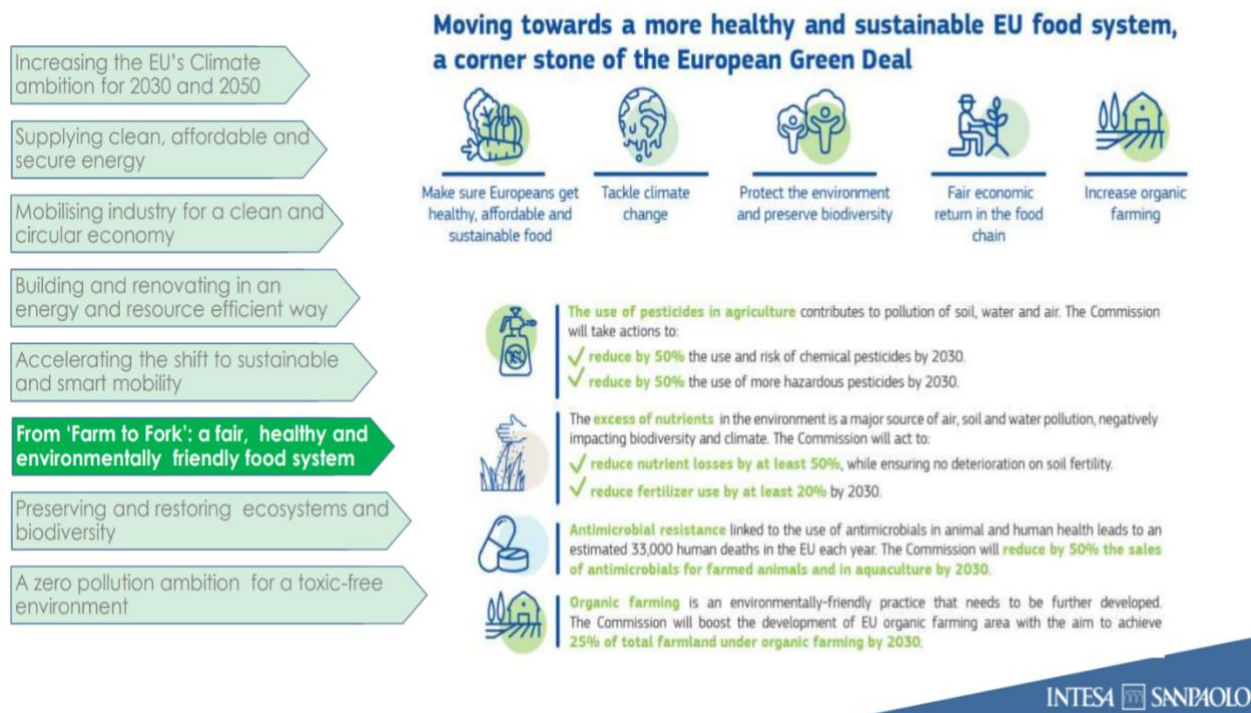 Moving towards a more healthy and sustainable EU food system,
a corner stone of the European Green Deal
Increasing the EU's Climate
ambition for 2030 and 2050
Supplying clean, affordable and
secure energy
Mobilising industry for a clean and
circular economy
Building and renovating in an
energy and resource efficient way
Accelerating the shift to sustainable
and smart mobility
From 'Farm to Fork': a fair, healthy and
environmentally friendly food system
Preserving and restoring ecosystems and
biodiversity
A zero pollution ambition for a toxic-free
environment
Make sure Europeans get
healthy, affordable and
sustainable food
Tackle climate
change
Protect the environment
and preserve biodiversity
Fair economic
return in the food
chain
Increase organic
farming
The use of pesticides in agriculture contributes to pollution of soil, water and air. The Commission
will take actions to:
reduce by 50% the use and risk of chemical pesticides by 2030.
reduce by 50% the use of more hazardous pesticides by 2030.
The excess of nutrients in the environment is a major source of air, soil and water pollution, negatively
impacting biodiversity and climate. The Commission will act to:
reduce nutrient losses by at least 50%, while ensuring no deterioration on soil fertility.
reduce fertilizer use by at least 20% by 2030.
Antimicrobial resistance linked to the use of antimicrobials in animal and human health leads to an
estimated 33,000 human deaths in the EU each year. The Commission will reduce by 50% the sales
of antimicrobials for farmed animals and in aquaculture by 2030.
Organic farming is an environmentally-friendly practice that needs to be further developed.
The Commission will boost the development of EU organic farming area with the aim to achieve
25% of total farmland under organic farming by 2030.
INTESA SANPAOLO